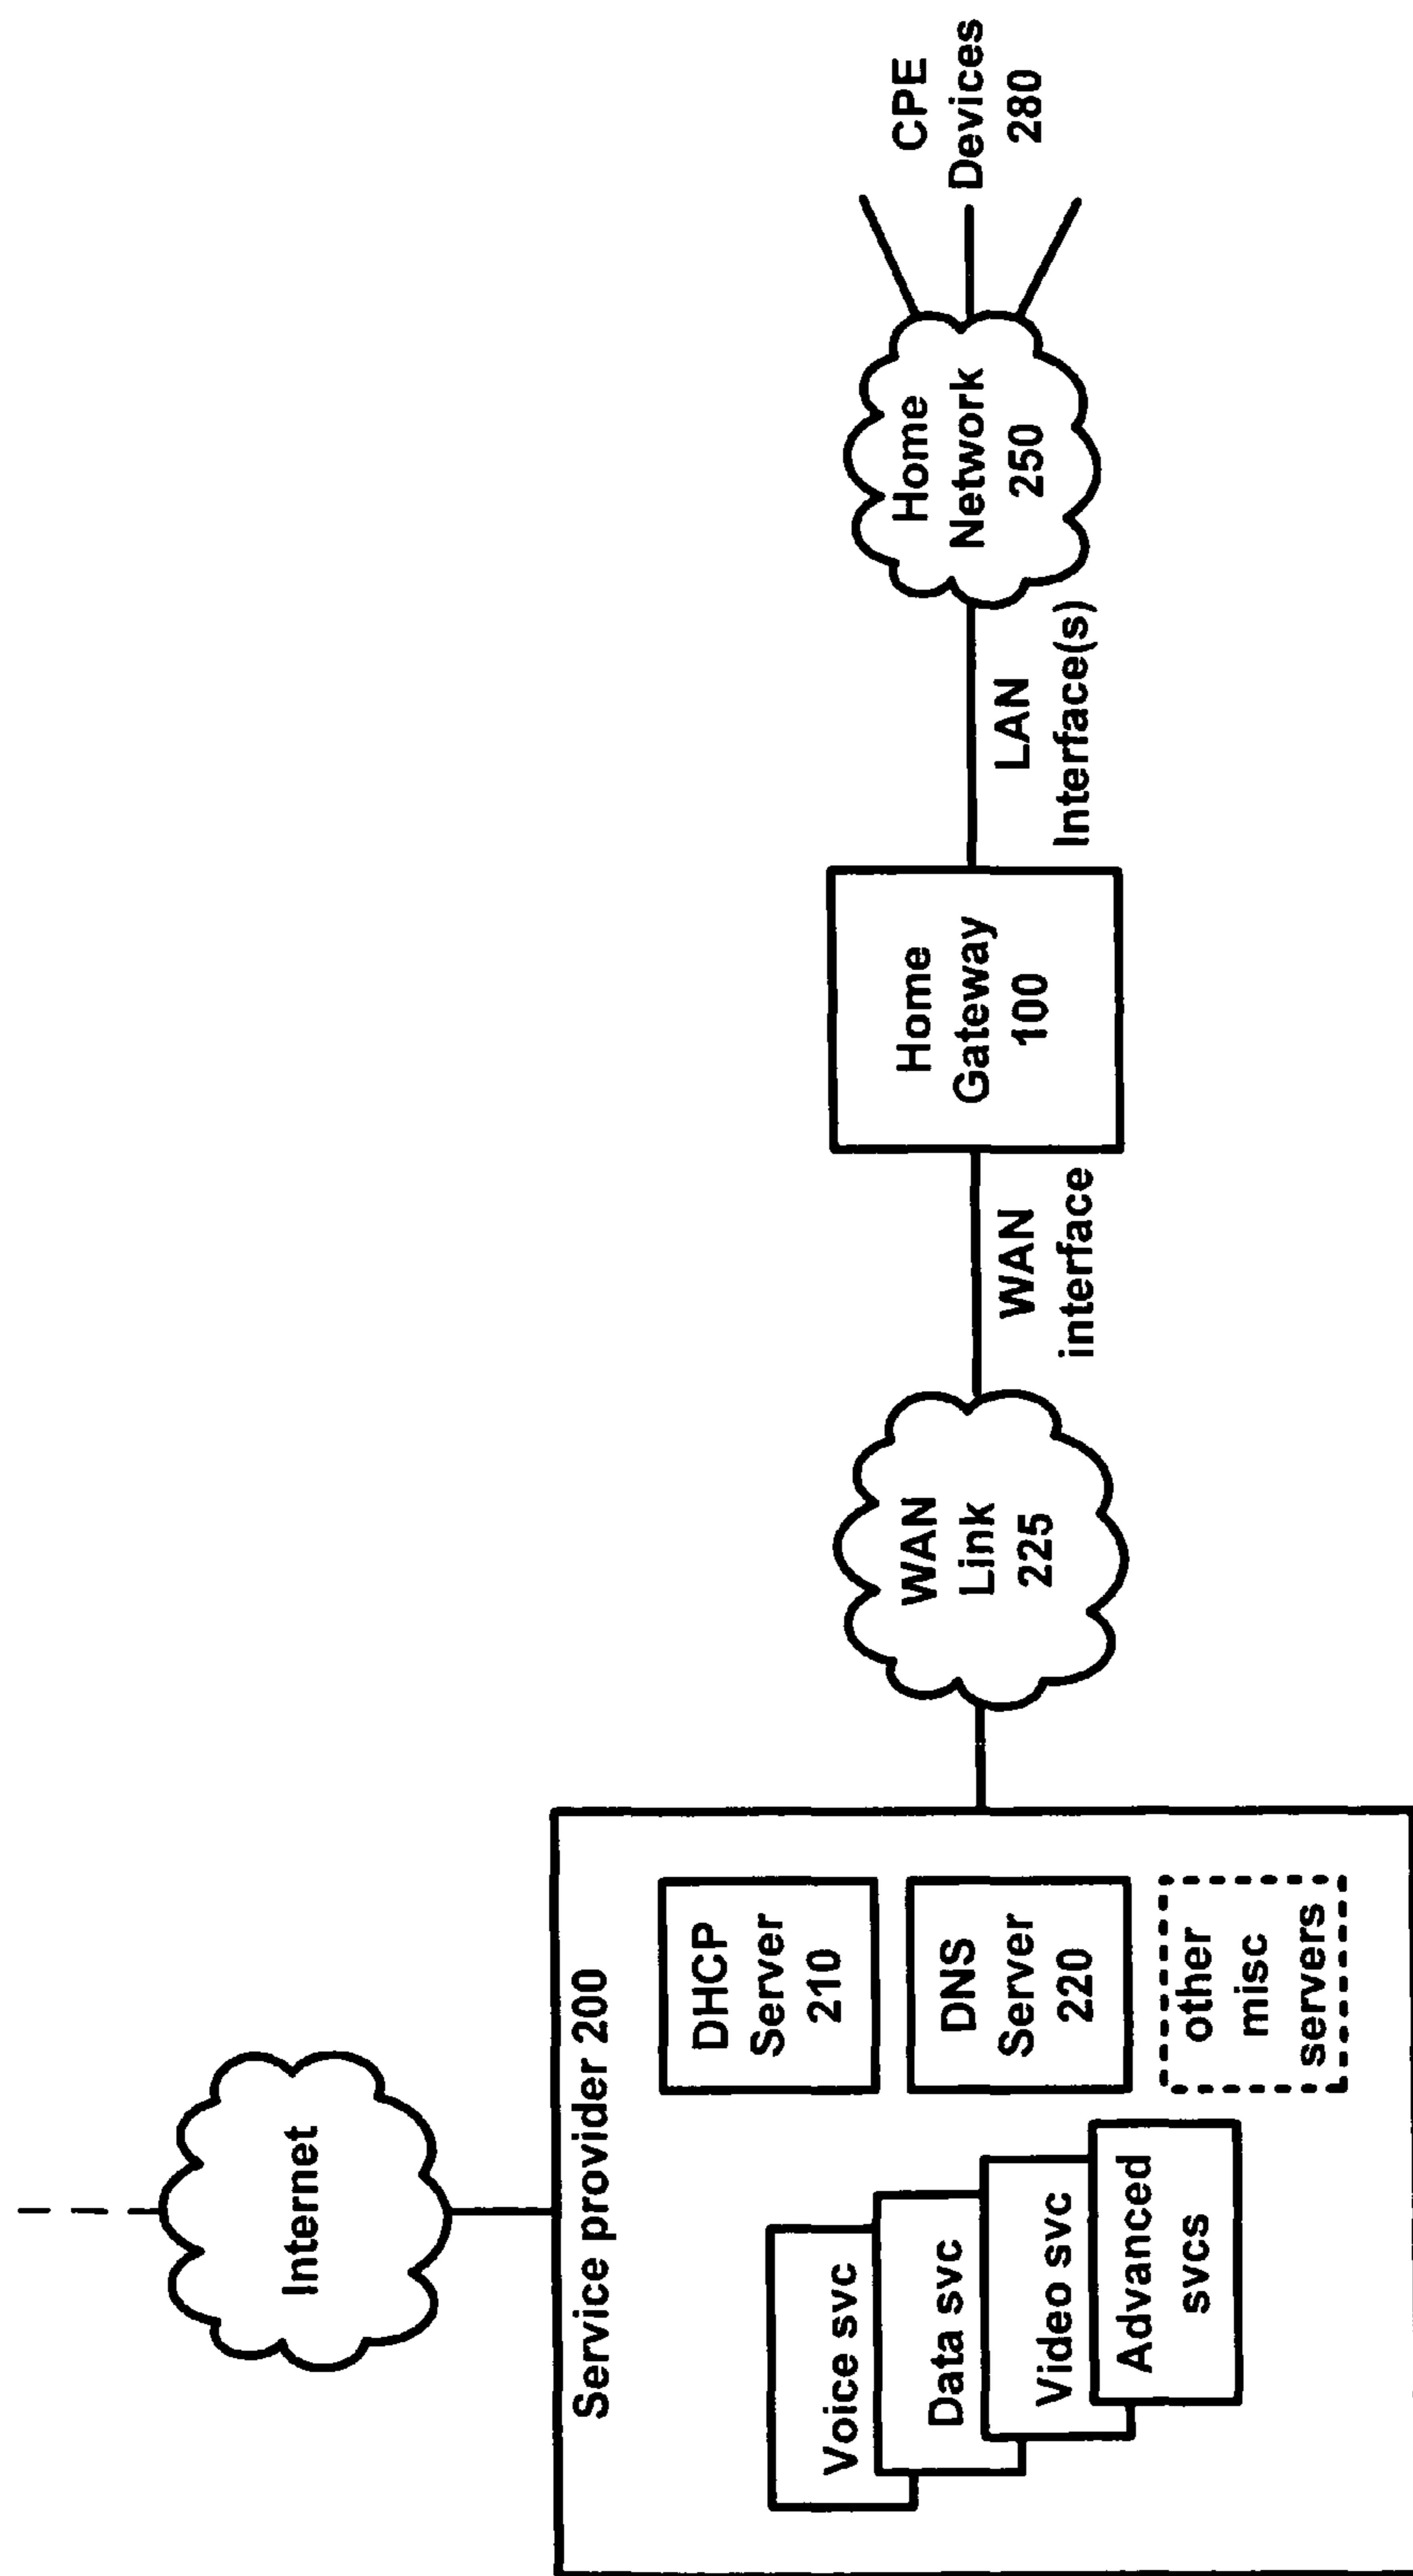 Internet
Service provider 200
Voice svc
Data svc
Video svc
Advanced
svcs
DHCP
Server
210
DNS
Server
220
other
misc
servers
WAN
Link
225
WAN
interface
Home
Gateway
100
LAN
Interface(s)
Home
Network
250
CPE
Devices
280